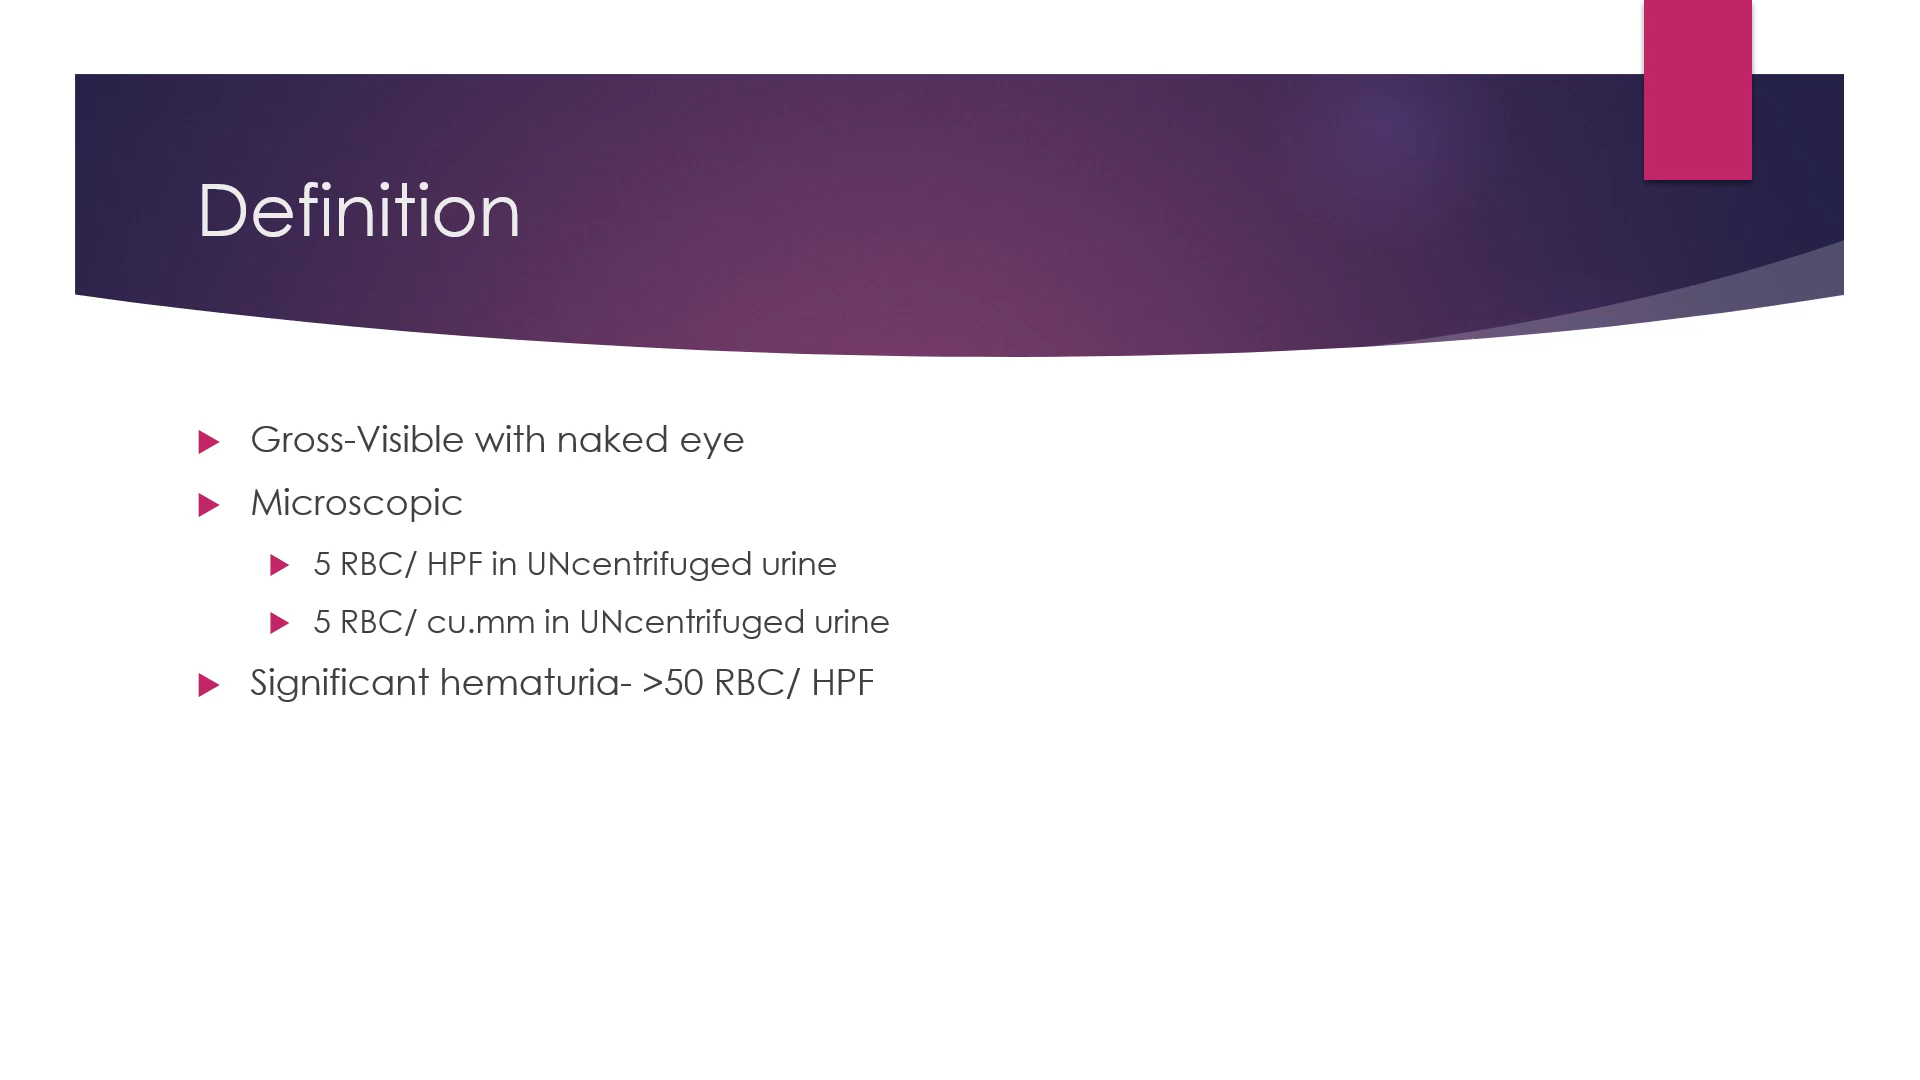 Definition
Gross-Visible with naked eye
Microscopic
5 RBC/ HPF in UNcentrifuged urine
5 RBC/ cu.mm in UNcentrifuged urine
Significant hematuria- >50 RBC/ HPF